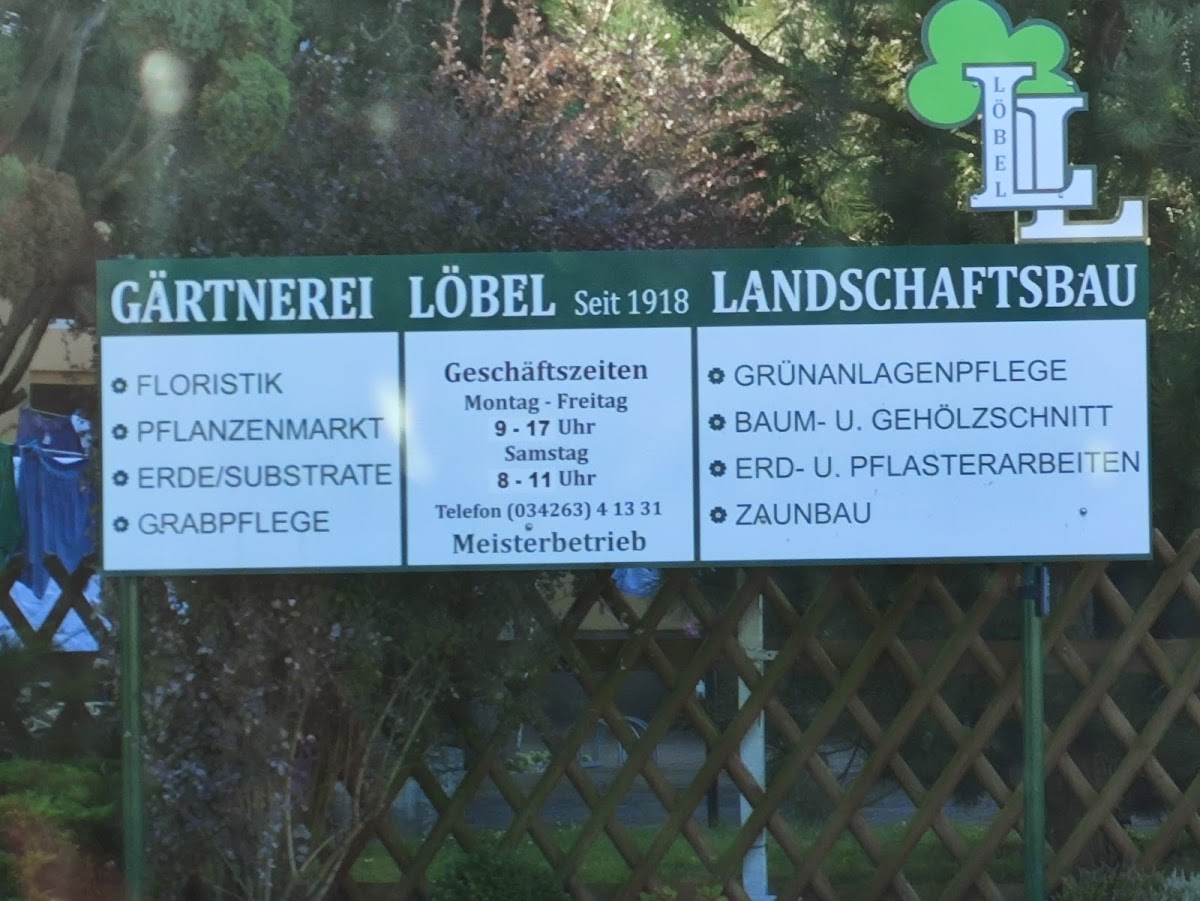 LÖBEL
LL
GÄRTNEREI LÖBEL Seit 1918 LANDSCHAFTSBAU
FLORISTIK
PFLANZENMARKT
ERDE/SUBSTRATE
GRABPFLEGE
Geschäftszeiten
Montag - Freitag
9 - 17 Uhr
Samstag
8 - 11 Uhr
Telefon (034263) 4 13 31
Meisterbetrieb
GRÜNANLAGENPFLEGE
BAUM- U. GEHÖLZSCHNITT
ERD- U. PFLASTERARBEITEN
ZAUNBAU